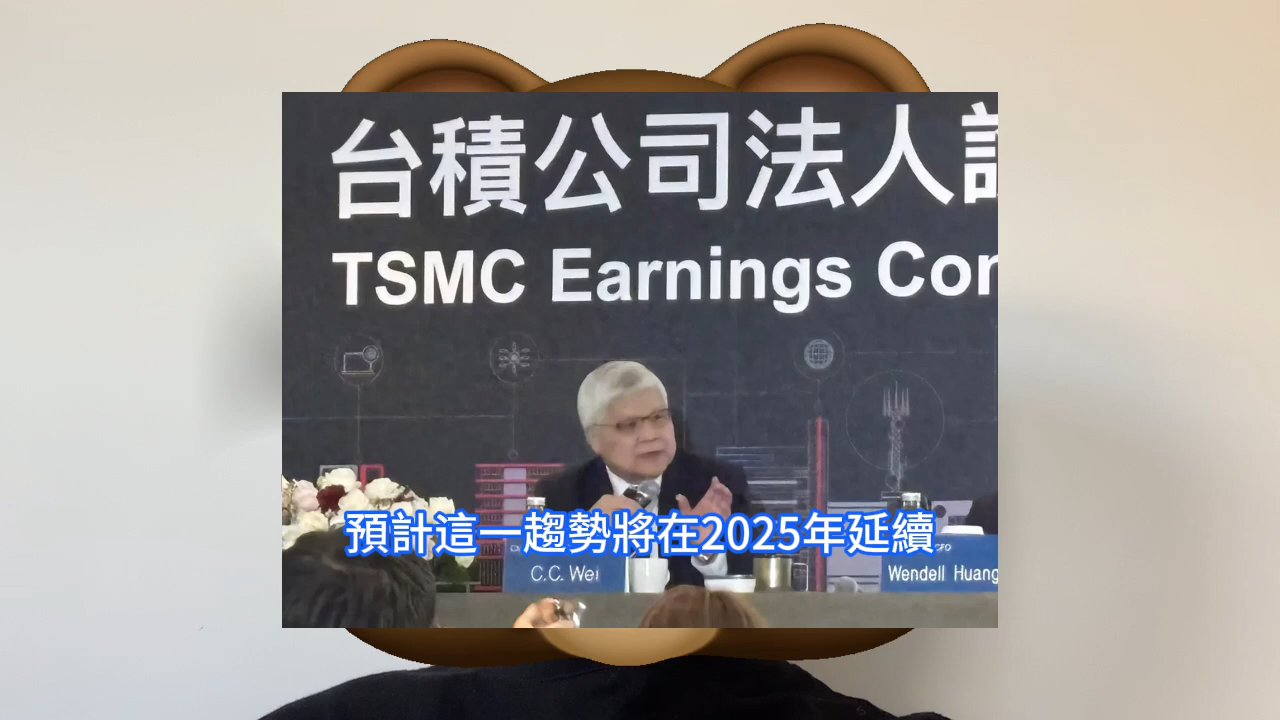 台積公司法人
TSMC Earnings Con
預計這一趨勢將在2025年延續
CFO
C.C. Wei
Wendell Huang